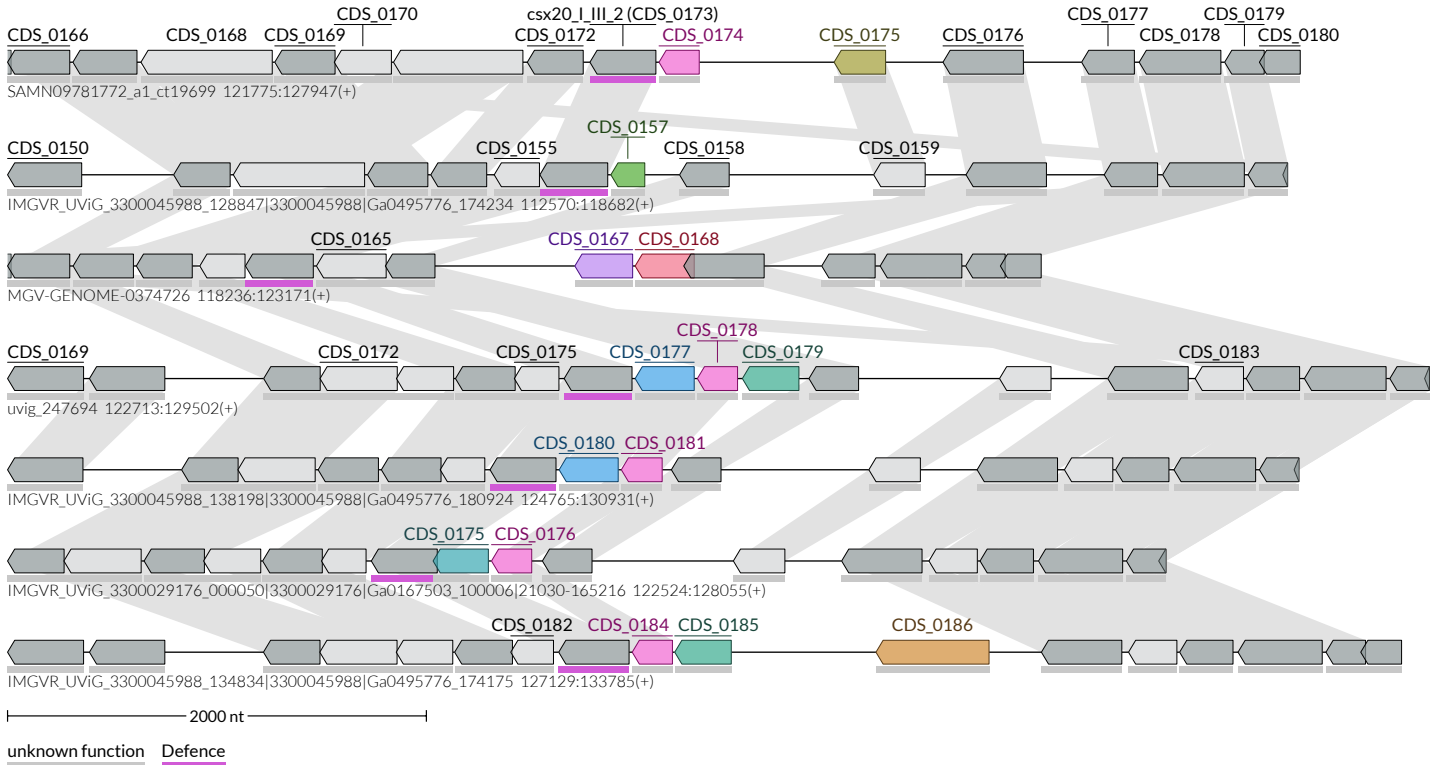 CDS_0170 csx20_I_III_2 (CDS_0173) CDS_0177 CDS_0179
CDS_0166 CDS_0168 CDS_0169 CDS_0172 CDS_0174 CDS_0175 CDS_0176 CDS_0178 CDS_0180
SAMN09781772_a1_ct19699 121775:127947(+)
CDS_0157
CDS_0150 CDS_0155 CDS_0158 CDS_0159
IMGVR_UViG_3300045988_128847|3300045988|Ga0495776_174234 112570:118682(+)
CDS_0165 CDS_0167 CDS_0168
MGV-GENOME-0374726 118236:123171(+)
CDS_0178
CDS_0169 CDS_0172 CDS_0175 CDS_0177 CDS_0179 CDS_0183
uvig_247694 122713:129502(+)
CDS_0180 CDS_0181
IMGVR_UViG_3300045988_138198|3300045988|Ga0495776_180924 124765:130931(+)
CDS_0175 CDS_0176
IMGVR_UViG_3300029176_000050|3300029176|Ga0167503_100006|21030-165216 122524:128055(+)
CDS_0182 CDS_0184 CDS_0185 CDS_0186
IMGVR_UViG_3300045988_134834|3300045988|Ga0495776_174175 127129:133785(+)
2000 nt
unknown function Defence